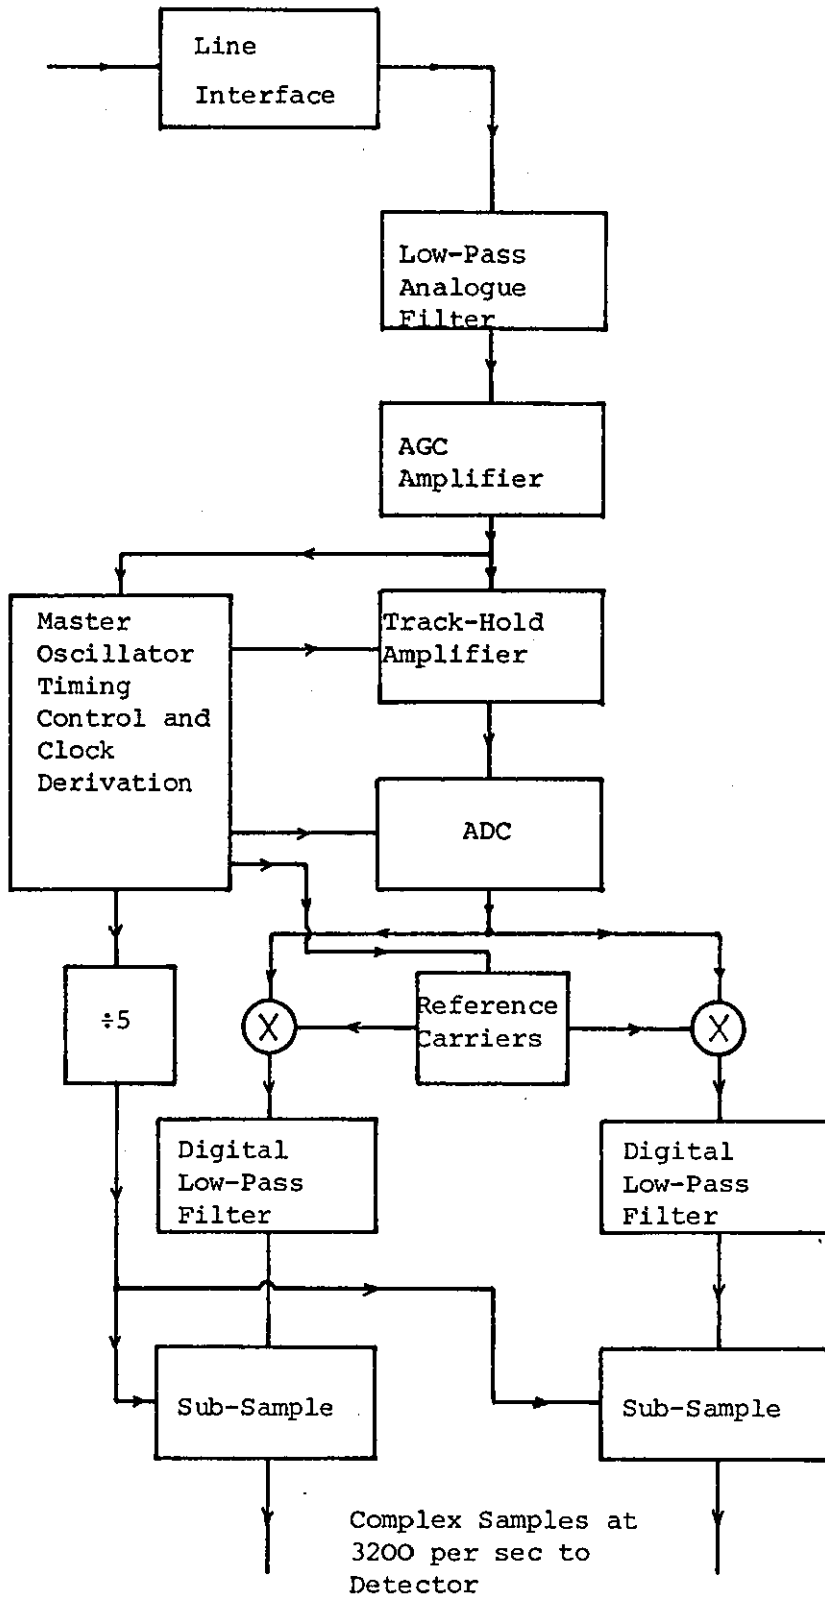 Line
Interface
Low-Pass
Analogue
Filter
AGC
Amplifier
Master
Oscillator
Timing
Control and
Clock
Derivation
Track-Hold
Amplifier
ADC
÷5
X
Reference
Carriers
X
Digital
Low-Pass
Filter
Digital
Low-Pass
Filter
Sub-Sample
Sub-Sample
Complex Samples at
3200 per sec to
Detector